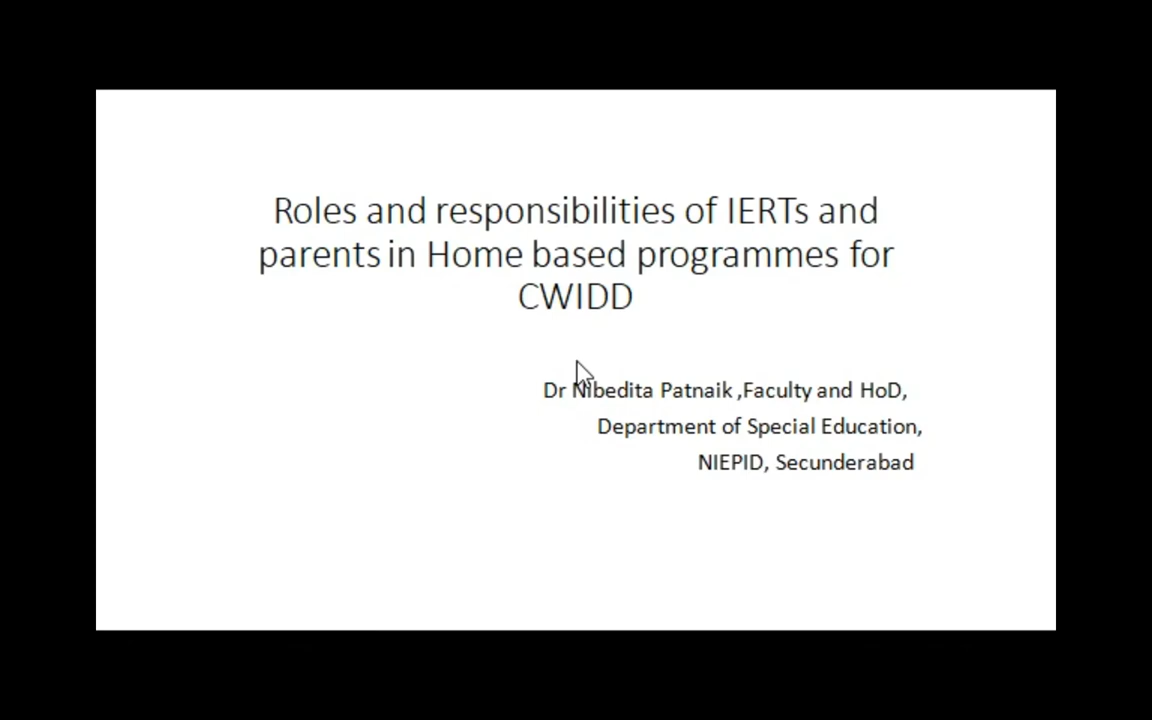 Roles and responsibilities of IERTs and
parents in Home based programmes for
CWIDD
Dr Nibedita Patnaik ,Faculty and HoD,
Department of Special Education,
NIEPID, Secunderabad